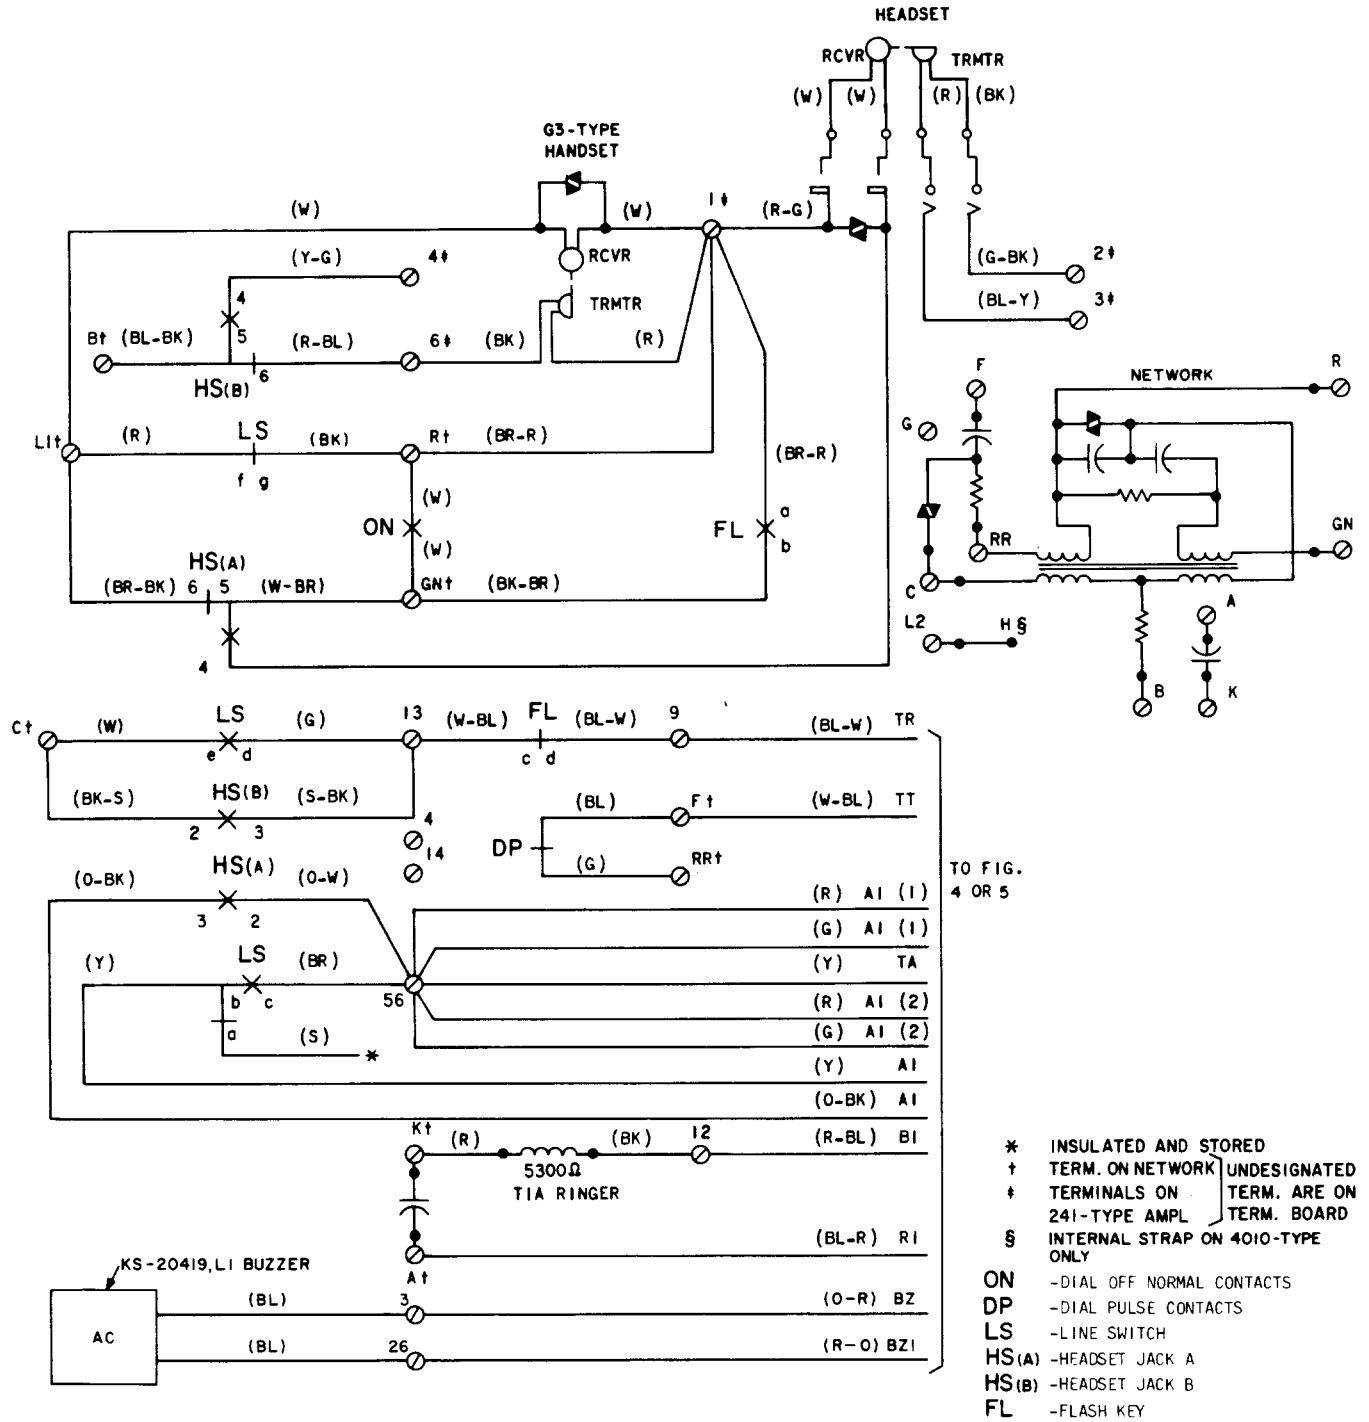 HEADSET
RCVR TRMTR
(W) (W) (R) (BK)
G3-TYPE
HANDSET
(W) (W) 1‡ (R-G)
(Y-G) 4‡ RCVR (G-BK) 2‡
4 TRMTR (BL-Y) 3‡
B† (BL-BK) 5 (R-BL) 6‡ (BK) (R)
6
HS(B)
F NETWORK R
L1† (R) LS (BK) R† (BR-R) G
f g (BR-R)
(W)
ON FL a
b
(W)
RR GN
HS(A)
(BR-BK) 6 5 (W-BR) GN† (BK-BR) C
A
L2 H§
4
B K
C† (W) LS (G) 13 (W-BL) FL (BL-W) 9 (BL-W) TR
e d c d
(BK-S) HS(B) (S-BK) (BL) F† (W-BL) TT
2 3 4
DP
14 (G) RR†
HS(A)
(O-BK) (O-W)
TO FIG.
4 OR 5
3 2
(R) A1 (1)
(G) A1 (1)
(Y) LS (BR) (Y) TA
b c 56
(R) A1 (2)
a (S) *
(G) A1 (2)
(Y) A1
(O-BK) A1
K† (R) (BK) 12 (R-BL) B1
5300Ω
T1A RINGER
(BL-R) R1
A†
KS-20419,L1 BUZZER
(BL) 3 (O-R) BZ
AC
(BL) 26 (R-O) BZ1
* INSULATED AND STORED
† TERM. ON NETWORK UNDESIGNATED
‡ TERMINALS ON TERM. ARE ON
241-TYPE AMPL TERM. BOARD
§ INTERNAL STRAP ON 4010-TYPE
ONLY
ON -DIAL OFF NORMAL CONTACTS
DP -DIAL PULSE CONTACTS
LS -LINE SWITCH
HS(A) -HEADSET JACK A
HS(B) -HEADSET JACK B
FL -FLASH KEY